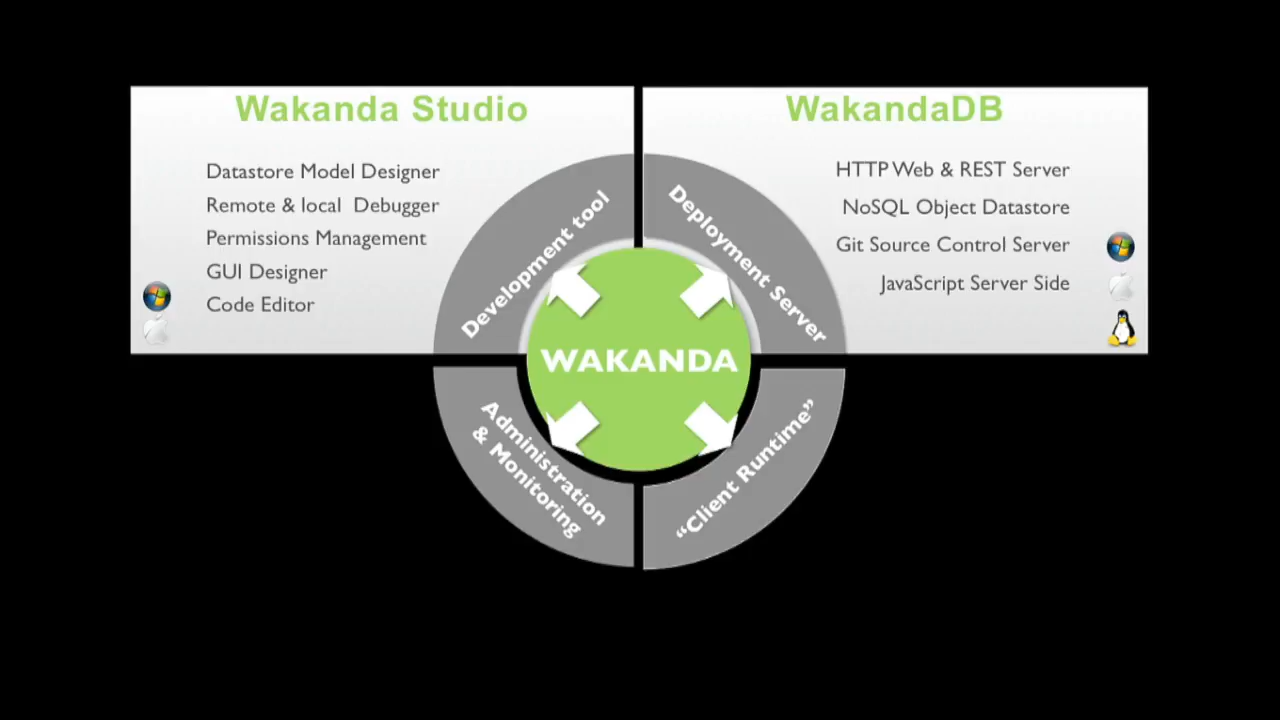 Wakanda Studio
Datastore Model Designer
Remote & local  Debugger
Permissions Management
GUI Designer
Code Editor
WakandaDB
HTTP Web & REST Server
NoSQL Object Datastore
Git Source Control Server
JavaScript Server Side
Development tool
Deployment Server
WAKANDA
Administration
& Monitoring
“Client Runtime”